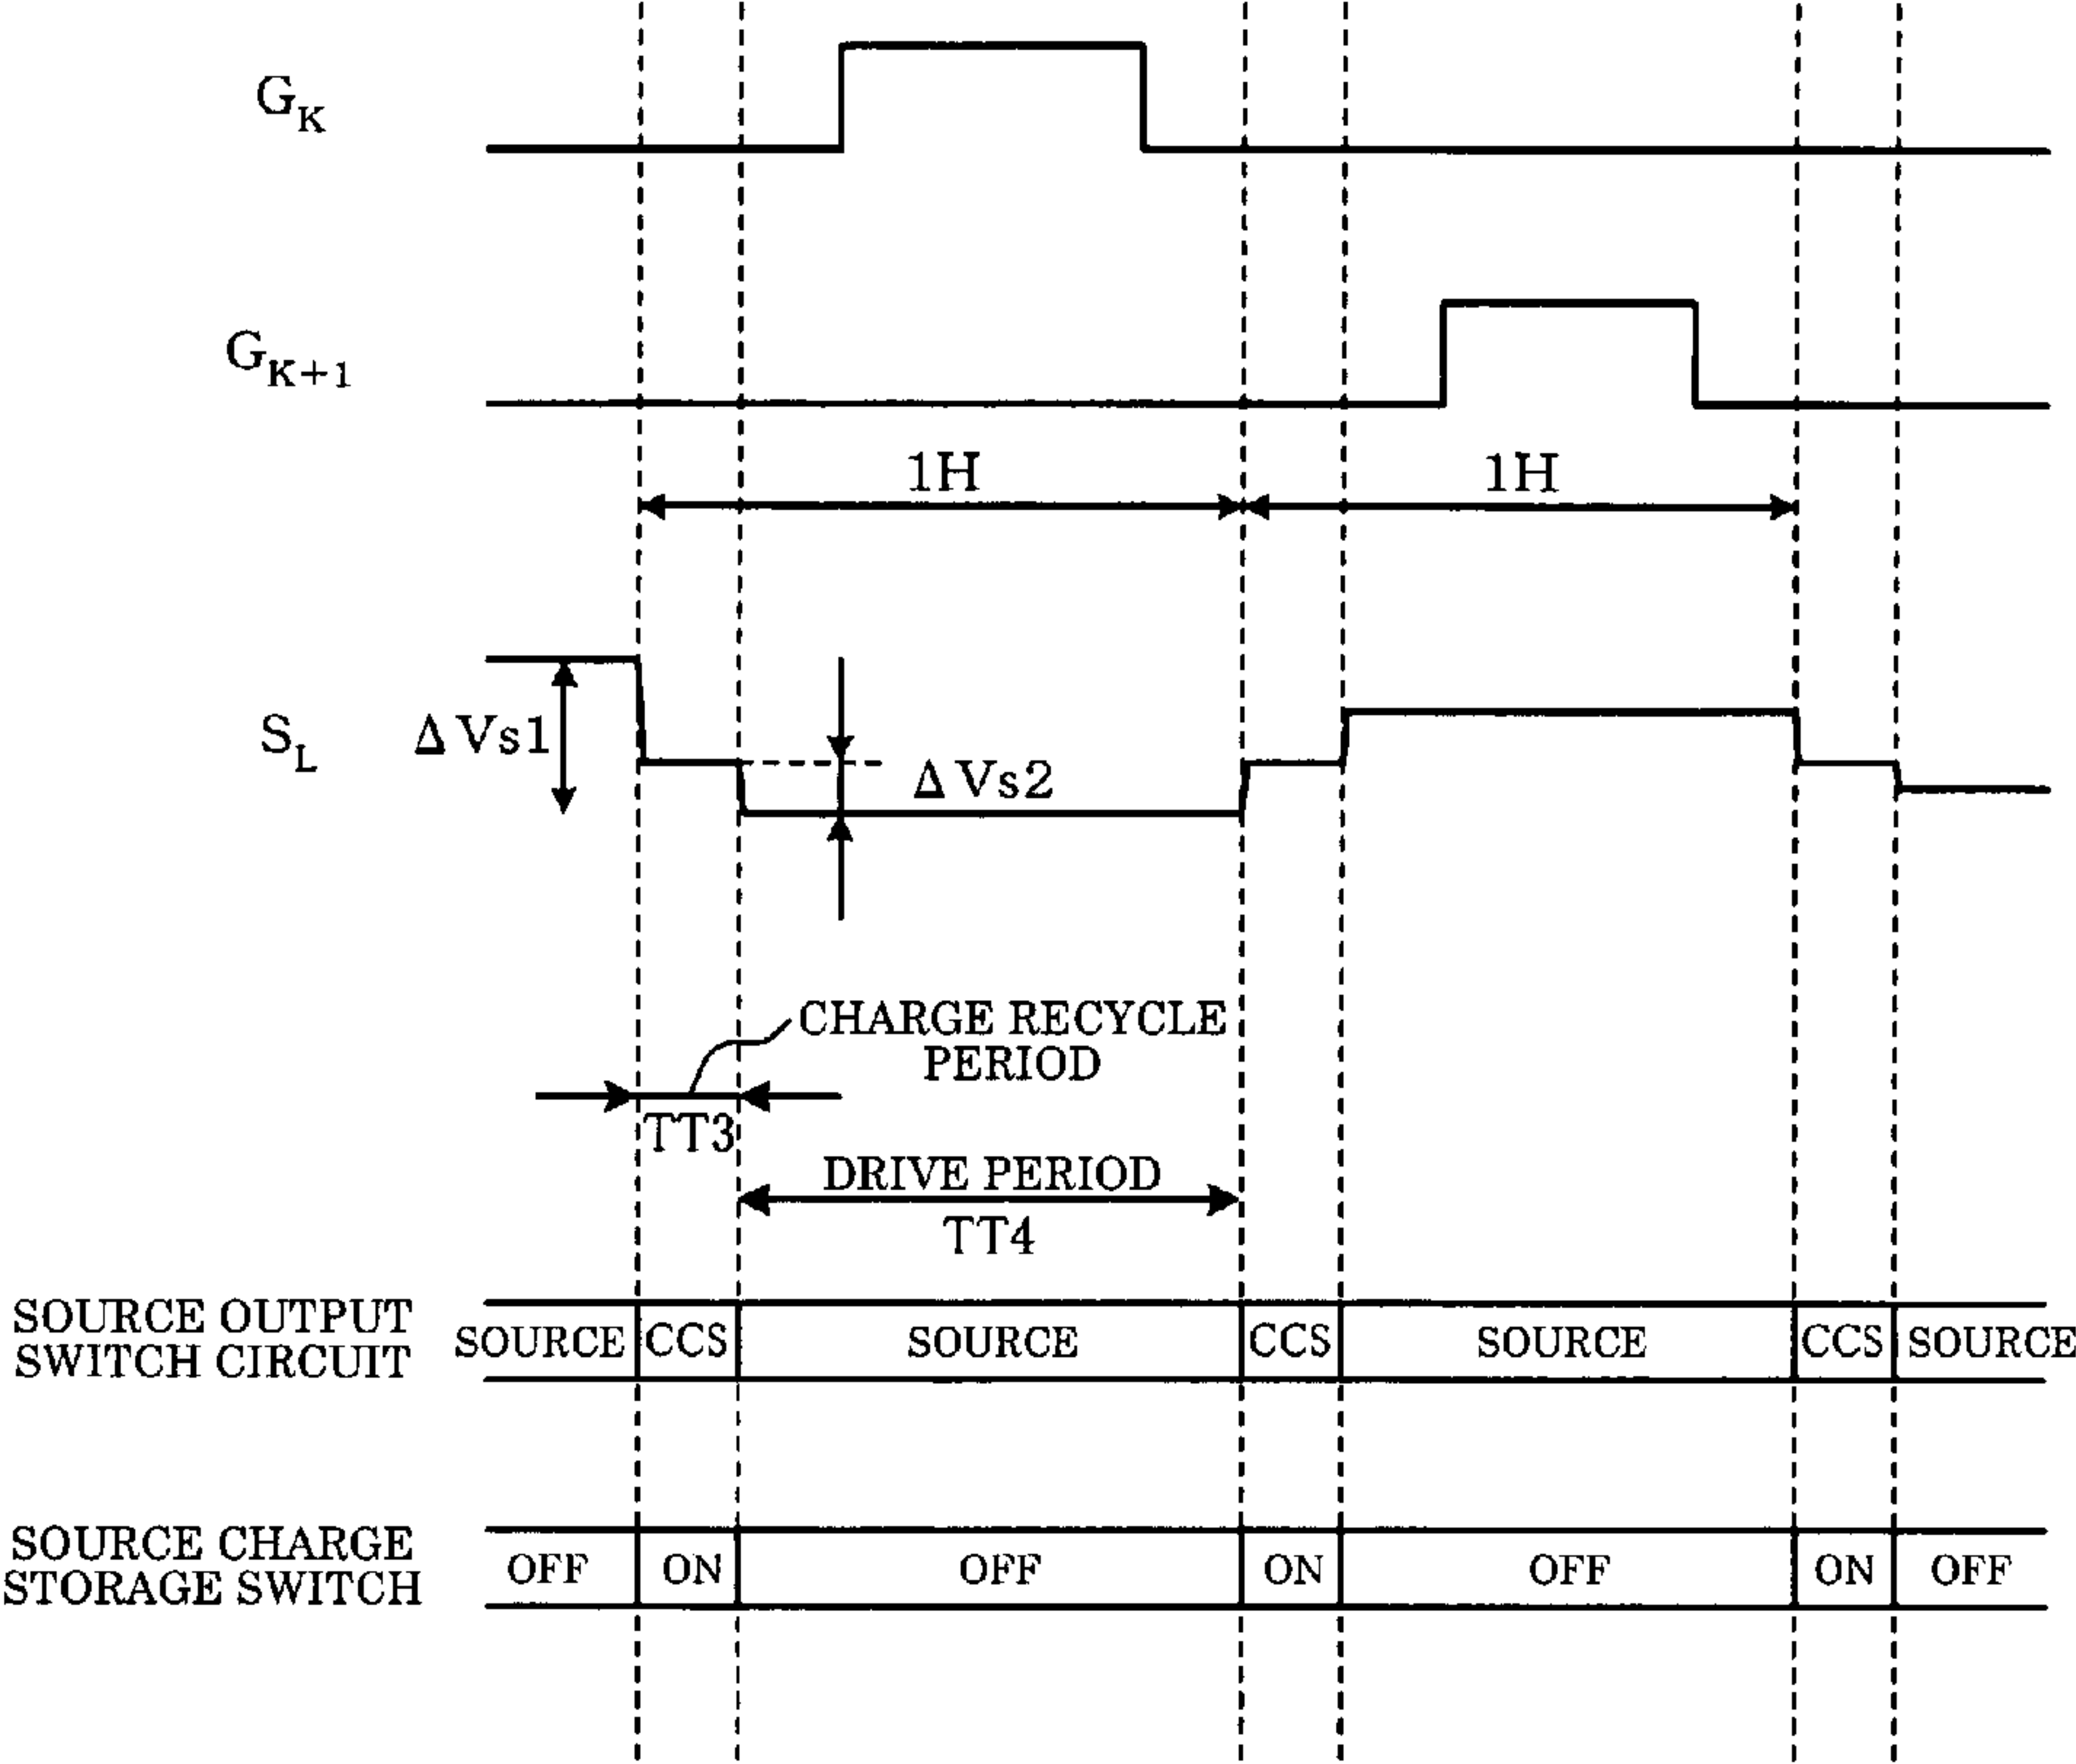 G_K
G_K+1
1H 1H
S_L
ΔVs1
ΔVs2
CHARGE RECYCLE
PERIOD
TT3
DRIVE PERIOD
TT4
SOURCE OUTPUT
SWITCH CIRCUIT
SOURCE CCS SOURCE CCS SOURCE CCS SOURCE
SOURCE CHARGE
STORAGE SWITCH
OFF ON OFF ON OFF ON OFF